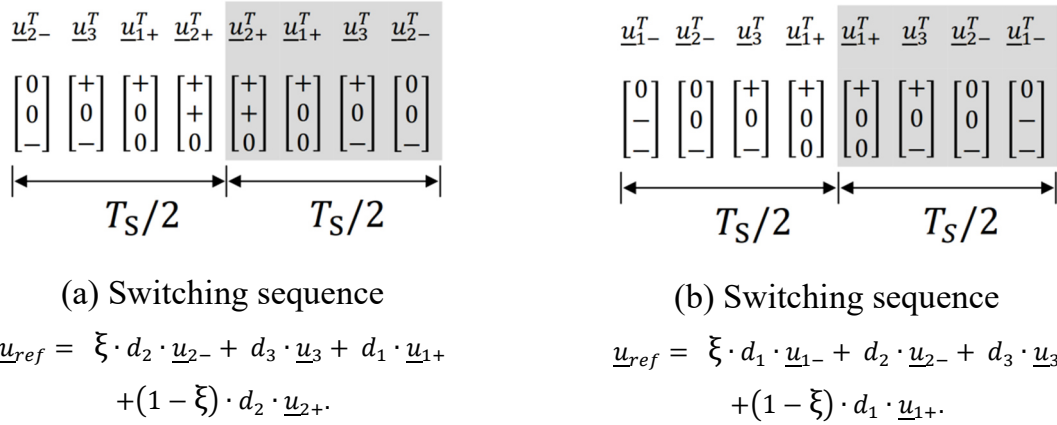 u_{2-}^T u_3^T u_{1+}^T u_{2+}^T u_{2+}^T u_{1+}^T u_3^T u_{2-}^T
[0 [+ [+ [+ [+ [+ [+ [0
0 0 0 + + 0 0 0
−] −] 0] 0] 0] 0] −] −]
T_S/2 T_S/2
(a) Switching sequence
u_{ref} = ξ · d_2 · u_{2-} + d_3 · u_3 + d_1 · u_{1+}
+(1 − ξ) · d_2 · u_{2+}.
u_{1-}^T u_{2-}^T u_3^T u_{1+}^T u_{1+}^T u_3^T u_{2-}^T u_{1-}^T
[0 [0 [+ [+ [+ [+ [0 [0
− 0 0 0 0 0 0 −
−] −] −] 0] 0] −] −] −]
T_S/2 T_S/2
(b) Switching sequence
u_{ref} = ξ · d_1 · u_{1-} + d_2 · u_{2-} + d_3 · u_3
+(1 − ξ) · d_1 · u_{1+}.